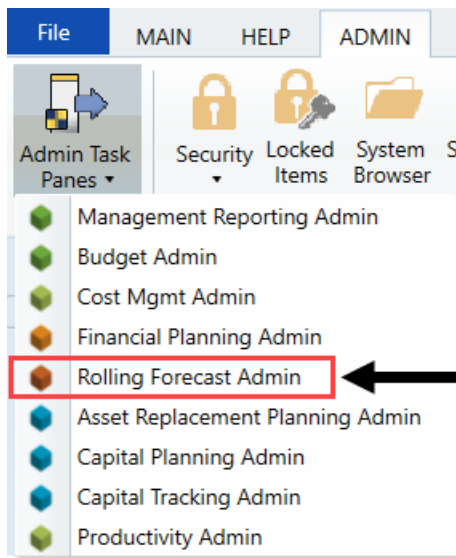 File MAIN HELP ADMIN
Admin Task Panes
Security
Locked Items
System Browser
S
Management Reporting Admin
Budget Admin
Cost Mgmt Admin
Financial Planning Admin
Rolling Forecast Admin
Asset Replacement Planning Admin
Capital Planning Admin
Capital Tracking Admin
Productivity Admin